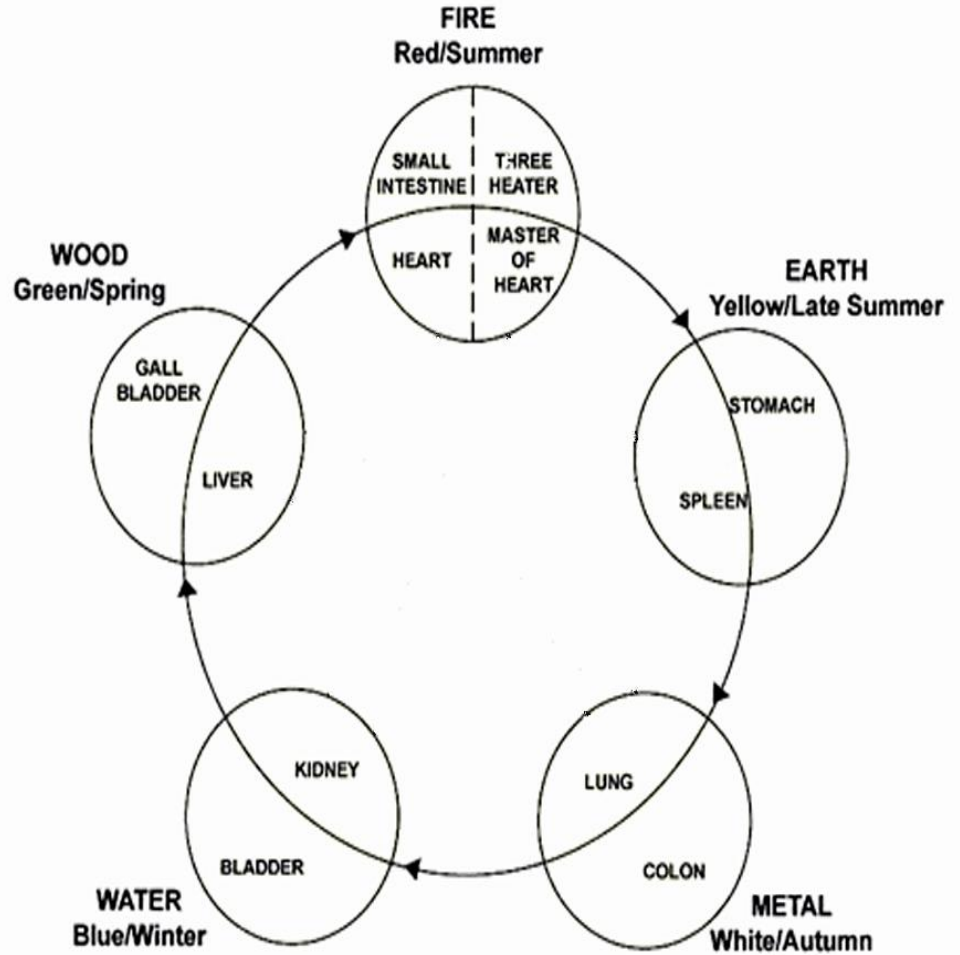 FIRE
Red/Summer
SMALL
INTESTINE
THREE
HEATER
HEART
MASTER
OF
HEART
WOOD
Green/Spring
GALL
BLADDER
LIVER
EARTH
Yellow/Late Summer
STOMACH
SPLEEN
KIDNEY
BLADDER
WATER
Blue/Winter
LUNG
COLON
METAL
White/Autumn